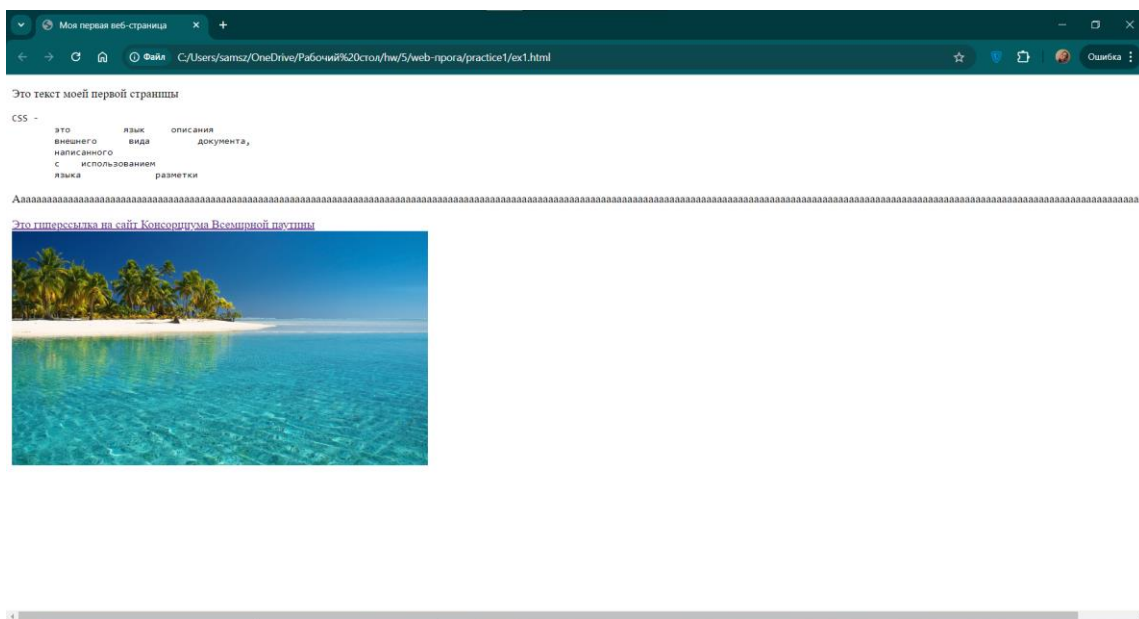 Моя первая веб-страница
Файл C:/Users/samsz/OneDrive/Рабочий%20стол/hw/5/web-npora/practice1/ex1.html Ошибка
Это текст моей первой страницы
CSS -
это язык описания
внешнего вида документа,
написанного
с использованием
языка разметки
Это гиперссылка на сайт Консорциума Всемирной паутины